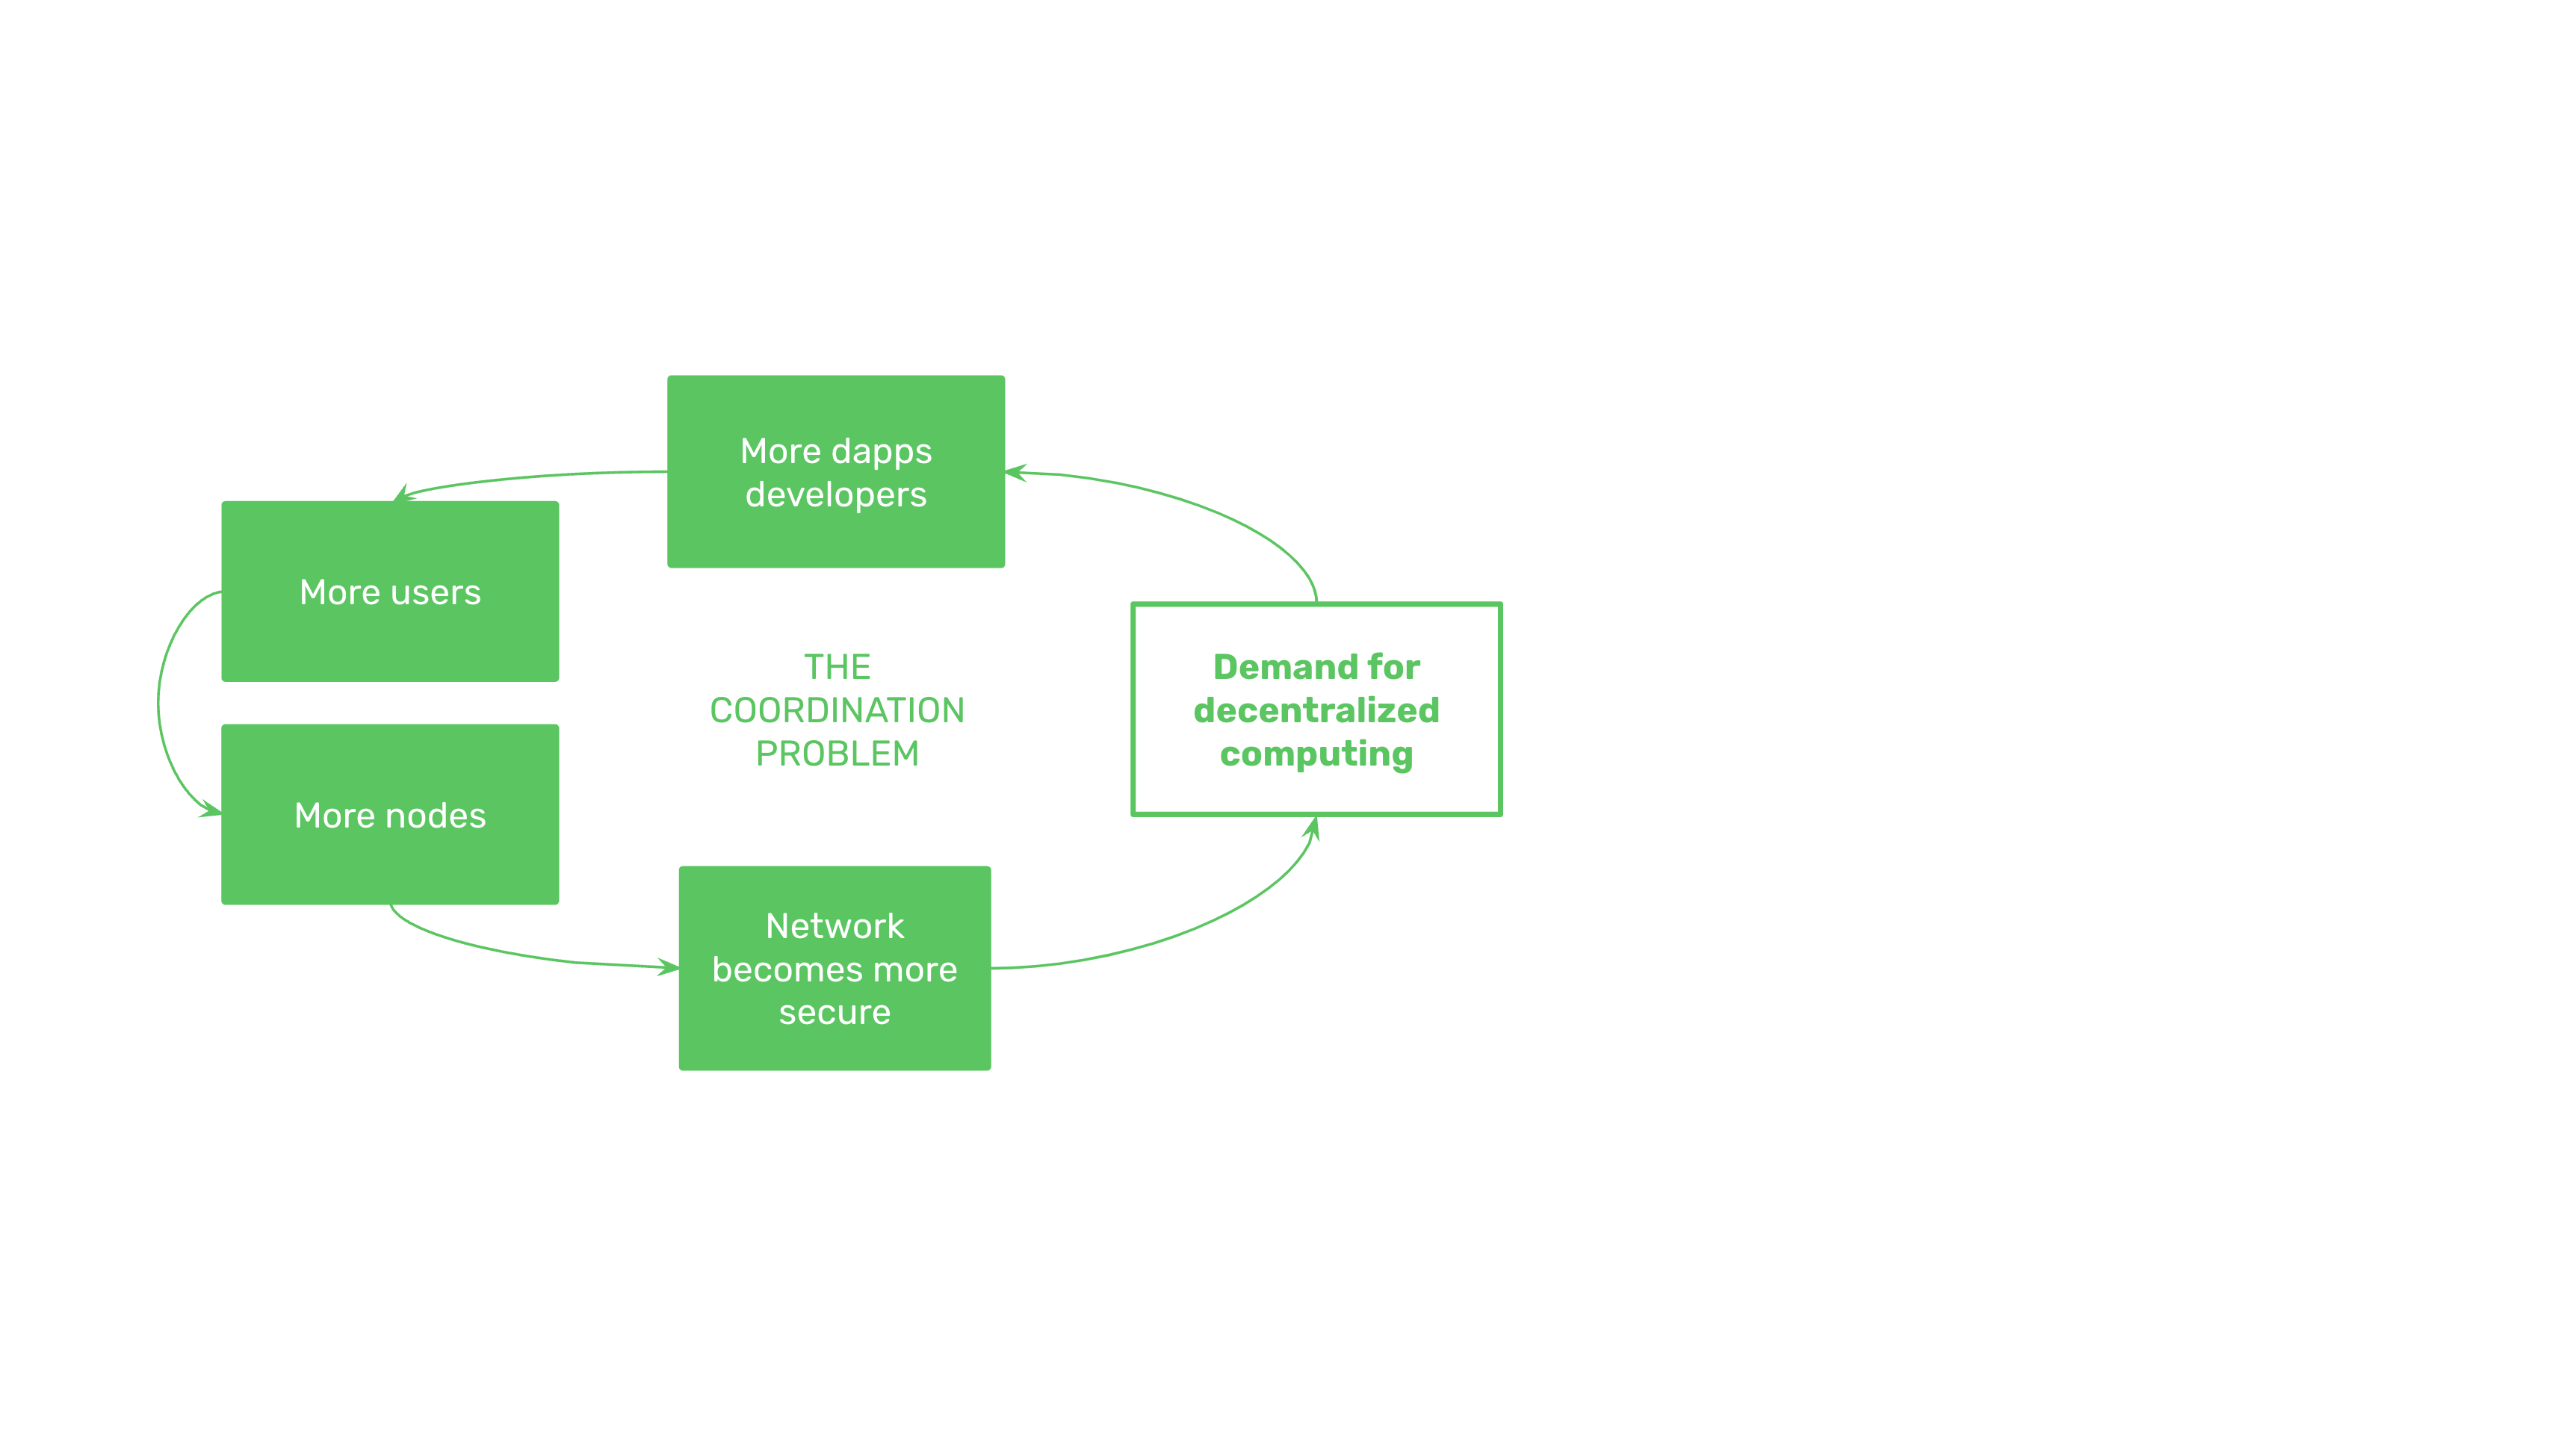 More dapps
developers
More users
THE
COORDINATION
PROBLEM
Demand for
decentralized
computing
More nodes
Network
becomes more
secure